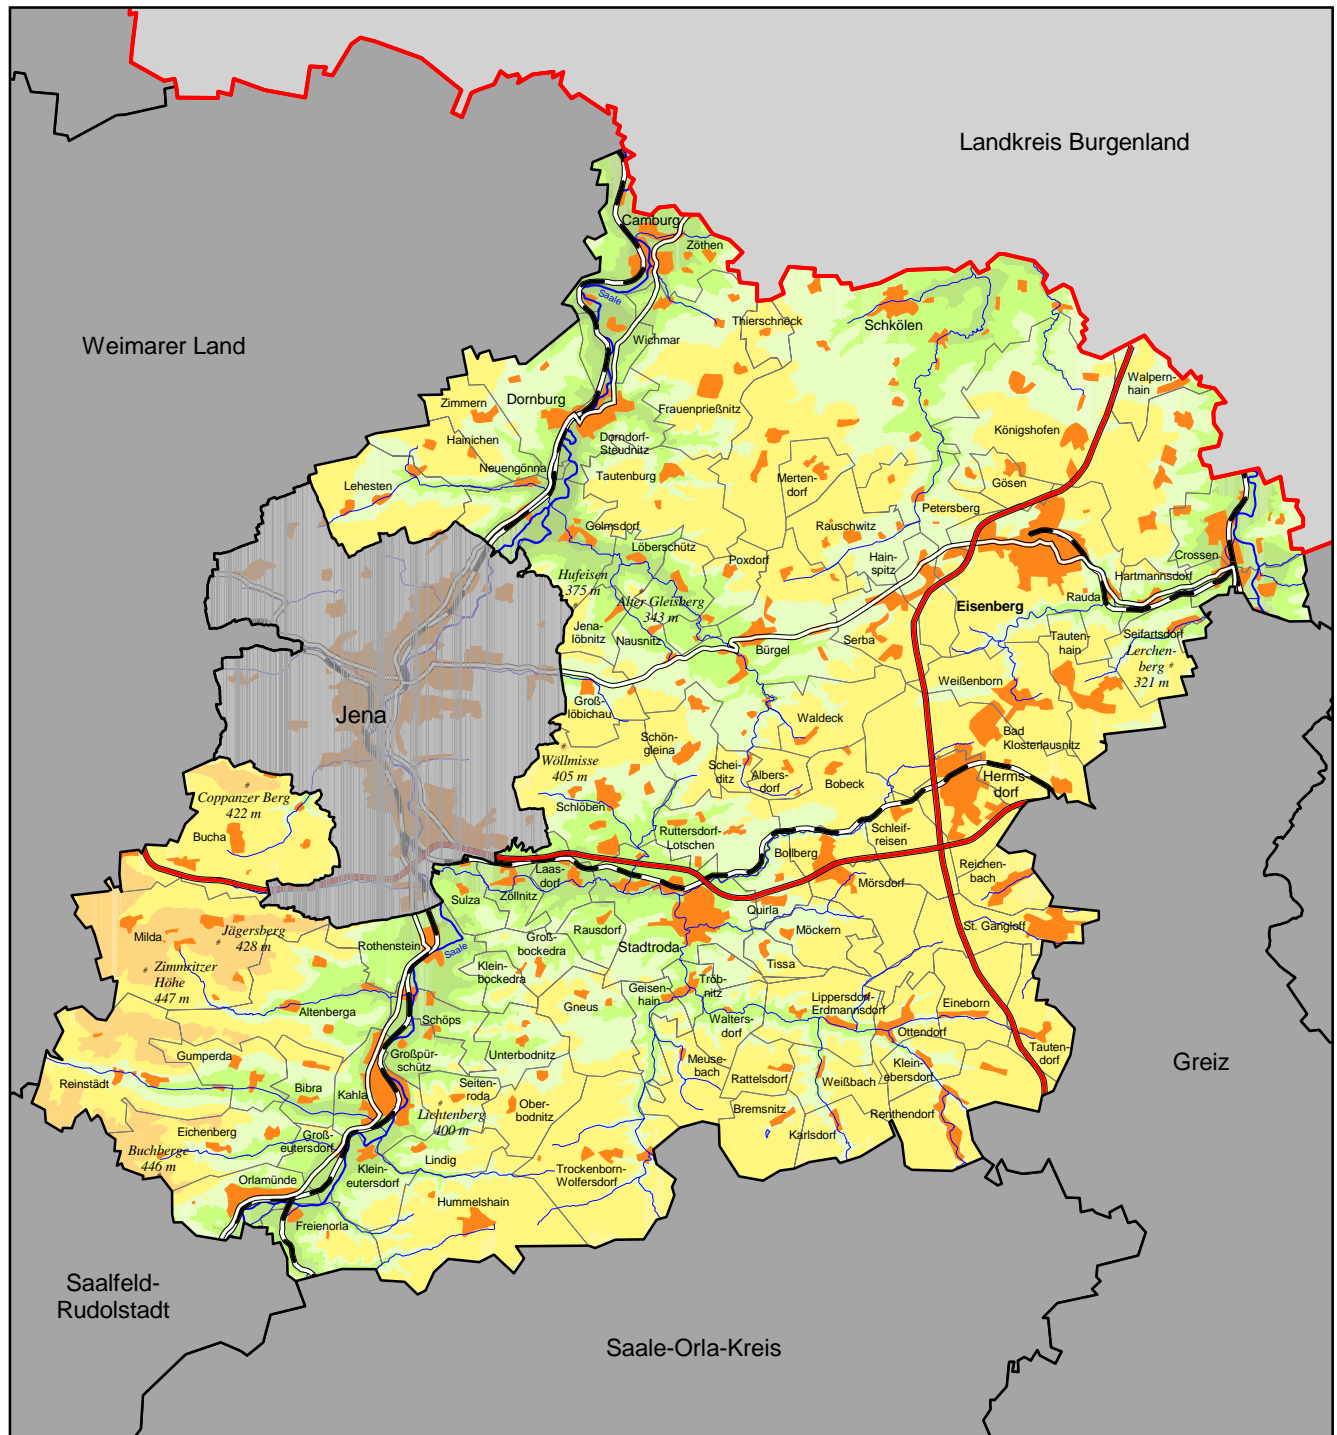 Landkreis Burgenland
Camburg
Zöthen
Saale
Thierschneck
Schkölen
Wichmar
Weimarer Land
Walpern-
hain
Zimmern
Dornburg
Frauenprießnitz
Königshofen
Hainichen
Dorndorf-
Steudnitz
Neuengönna
Tautenburg
Merten-
dorf
Gösen
Lehesten
Petersberg
Golmsdorf
Rauschwitz
Löberschütz
Poxdorf
Hain-
spitz
Crossen
Hufeisen
375 m
Hartmannsdorf
Alter Gleisberg
343 m
Rauda
Eisenberg
Jena-
löbnitz
Nausnitz
Bürgel
Serba
Tauten-
hain
Seifartsdorf
Lerchen-
berg
321 m
Weißenborn
Groß-
löbichau
Jena
Waldeck
Schön-
gleina
Bad
Klosterlausnitz
Wöllmisse
405 m
Schei-
ditz
Albers-
dorf
Bobeck
Herms
dorf
Coppanzer Berg
422 m
Schlöben
Bucha
Ruttersdorf-
Lotschen
Schleif-
reisen
Bollberg
Reichen-
bach
Laas-
dorf
Mörsdorf
Sulza
Zöllnitz
Quirla
St. Gangloff
Jägersberg
428 m
Milda
Rausdorf
Möckern
Rothenstein
Groß-
bockedra
Stadtroda
Saale
Zimmritzer
Höhe
447 m
Klein-
bockedra
Tissa
Tröb-
nitz
Geisen-
hain
Gneus
Lippersdorf-
Erdmannsdorf
Eineborn
Altenberga
Schöps
Walters-
dorf
Ottendorf
Tauten-
dorf
Gumperda
Großpür-
schütz
Unterbodnitz
Meuse-
bach
Klein-
ebersdorf
Greiz
Reinstädt
Bibra
Kahla
Seiten-
roda
Rattelsdorf
Weißbach
Ober-
bodnitz
Lichtenberg
400 m
Bremsnitz
Renthendorf
Eichenberg
Karlsdorf
Groß-
eutersdorf
Buchberge
446 m
Lindig
Klein-
eutersdorf
Trockenborn-
Wolfersdorf
Orlamünde
Hummelshain
Freienorla
Saalfeld-
Rudolstadt
Saale-Orla-Kreis